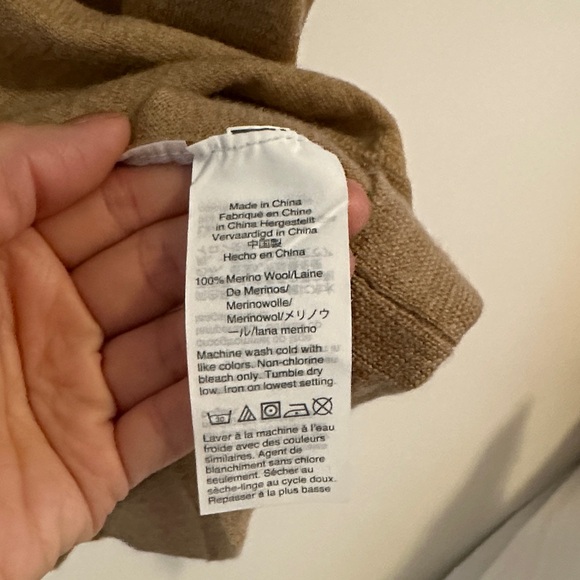 Made in China
Fabriqué en Chine
in China Hergestellt
Vervaardigd in China
中国製
Hecho en China
100% Merino Wool/Laine
De Merinos/
Merinowolle/
Merinowol/メリノウ
ール/lana merino
Machine wash cold with
like colors. Non-chlorine
bleach only. Tumble dry
low. Iron on lowest setting.
30
Laver à la machine à l'eau
froide avec des couleurs
similaires. Agent de
blanchiment sans chlore
seulement. Sécher au
sèche-linge au cycle doux.
Repasser à la plus basse